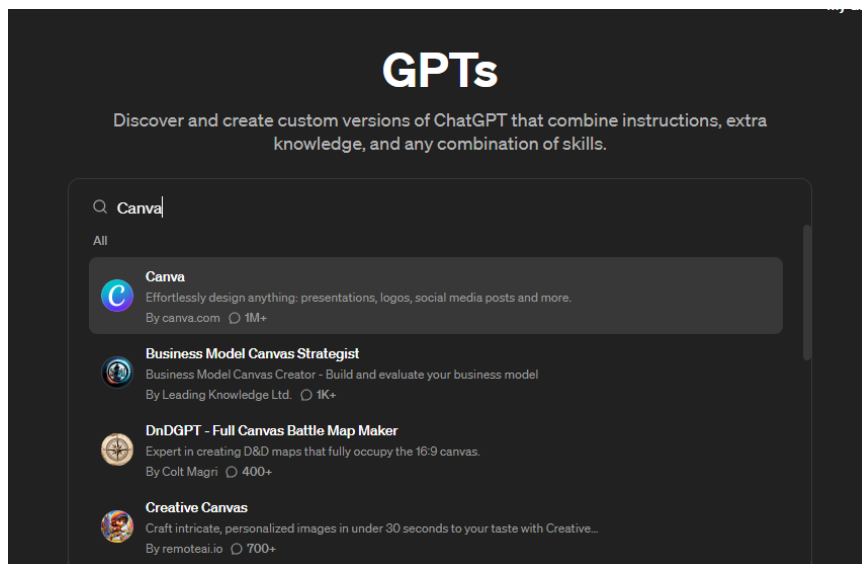 GPTs
Discover and create custom versions of ChatGPT that combine instructions, extra
knowledge, and any combination of skills.
Canva
All
Canva
Effortlessly design anything: presentations, logos, social media posts and more.
By canva.com 1M+
Business Model Canvas Strategist
Business Model Canvas Creator - Build and evaluate your business model
By Leading Knowledge Ltd. 1K+
DnDGPT - Full Canvas Battle Map Maker
Expert in creating D&D maps that fully occupy the 16:9 canvas.
By Colt Magri 400+
Creative Canvas
Craft intricate, personalized images in under 30 seconds to your taste with Creative...
By remoteai.io 700+